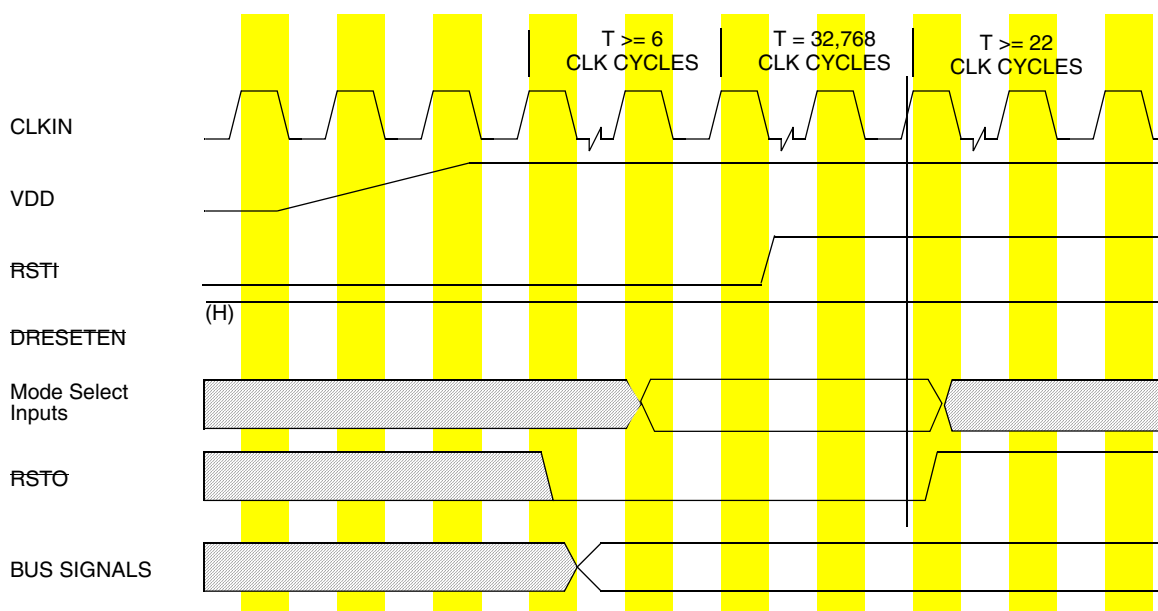 T >= 6
CLK CYCLES
T = 32,768
CLK CYCLES
T >= 22
CLK CYCLES
CLKIN
VDD
RSTI
(H)
DRESETEN
Mode Select
Inputs
RSTO
BUS SIGNALS